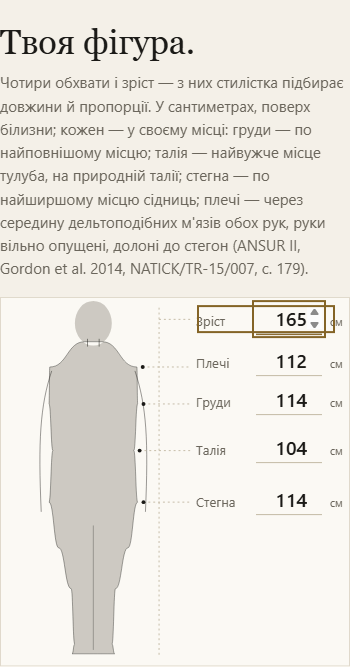 Твоя фігура.
Чотири обхвати і зріст — з них стилістка підбирає
довжини й пропорції. У сантиметрах, поверх
білизни; кожен — у своєму місці: груди — по
найповнішому місцю; талія — найвужче місце
тулуба, на природній талії; стегна — по
найширшому місцю сідниць; плечі — через
середину дельтоподібних м'язів обох рук, руки
вільно опущені, долоні до стегон (ANSUR II,
Gordon et al. 2014, NATICK/TR-15/007, с. 179).
Зріст 165 см
Плечі 112 см
Груди 114 см
Талія 104 см
Стегна 114 см